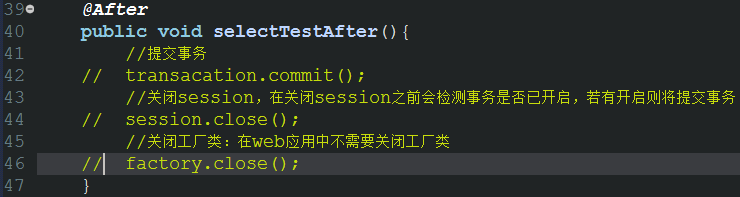 39 @After
40 public void selectTestAfter(){
41 //提交事务
42 // transacation.commit();
43 //关闭session，在关闭session之前会检测事务是否已开启，若有开启则将提交事务
44 // session.close();
45 //关闭工厂类：在web应用中不需要关闭工厂类
46 // factory.close();
47 }